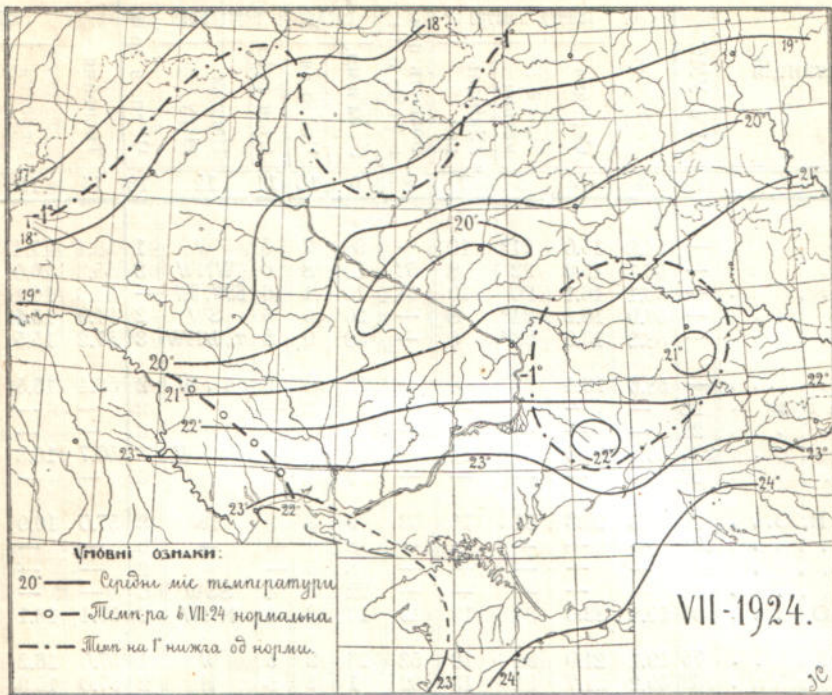 18° -1° 19°
20°
17° 21°
-1°
18° 20°
19°
21°
20° -1°
21° 22°
22°
23° 23° 22° 23°
24°
23 22
Умовні ознаки:
20° Середні міс температури
Темп-ра в VII-24 нормальна.
Темп на 1° нижча од норми.
VII-1924.
23° 24°